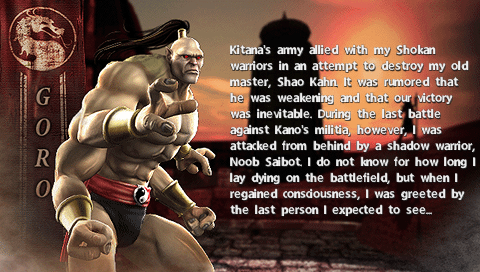 GORO
Kitana's army allied with my Shokan
warriors in an attempt to destroy my old
master, Shao Kahn. It was rumored that
he was weakening and that our victory
was inevitable. During the last battle
against Kano's militia, however, I was
attacked from behind by a shadow warrior,
Noob Saibot. I do not know for how long I
lay dying on the battlefield, but when I
regained consciousness, I was greeted by
the last person I expected to see...